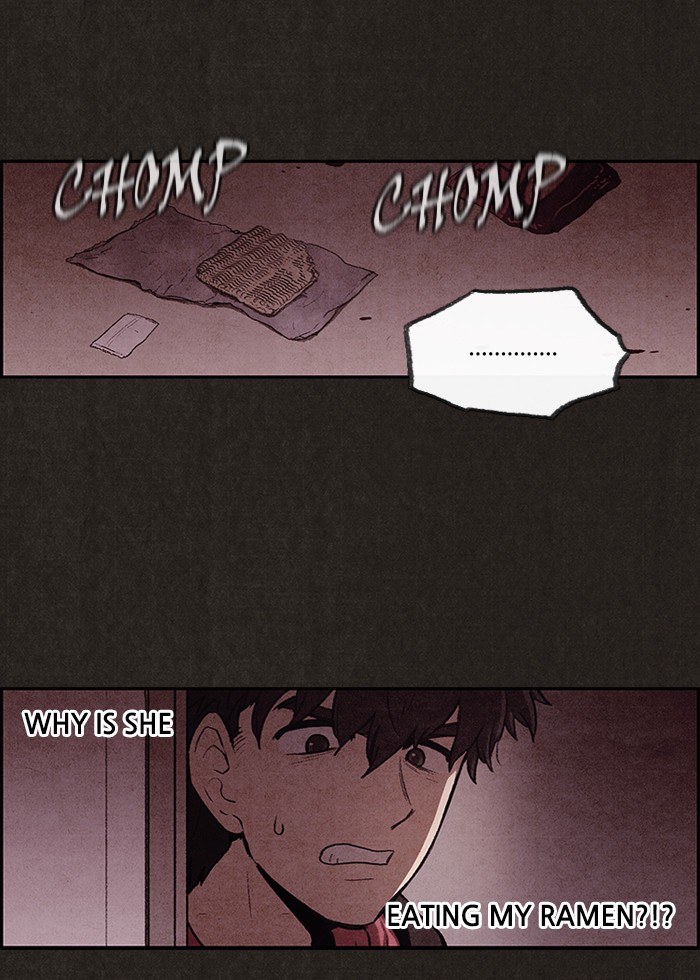 CHOMP
CHOMP
..............
WHY IS SHE
EATING MY RAMEN?!?